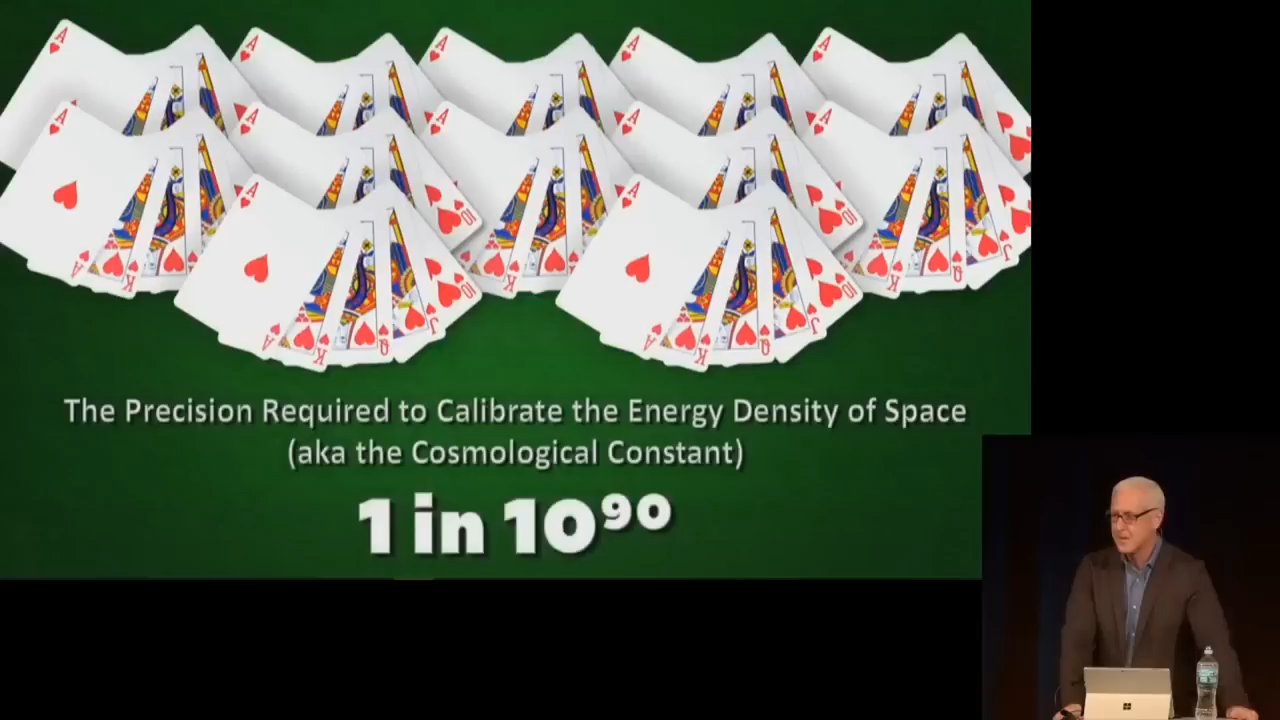 The Precision Required to Calibrate the Energy Density of Space
(aka the Cosmological Constant)
1 in 10⁹⁰